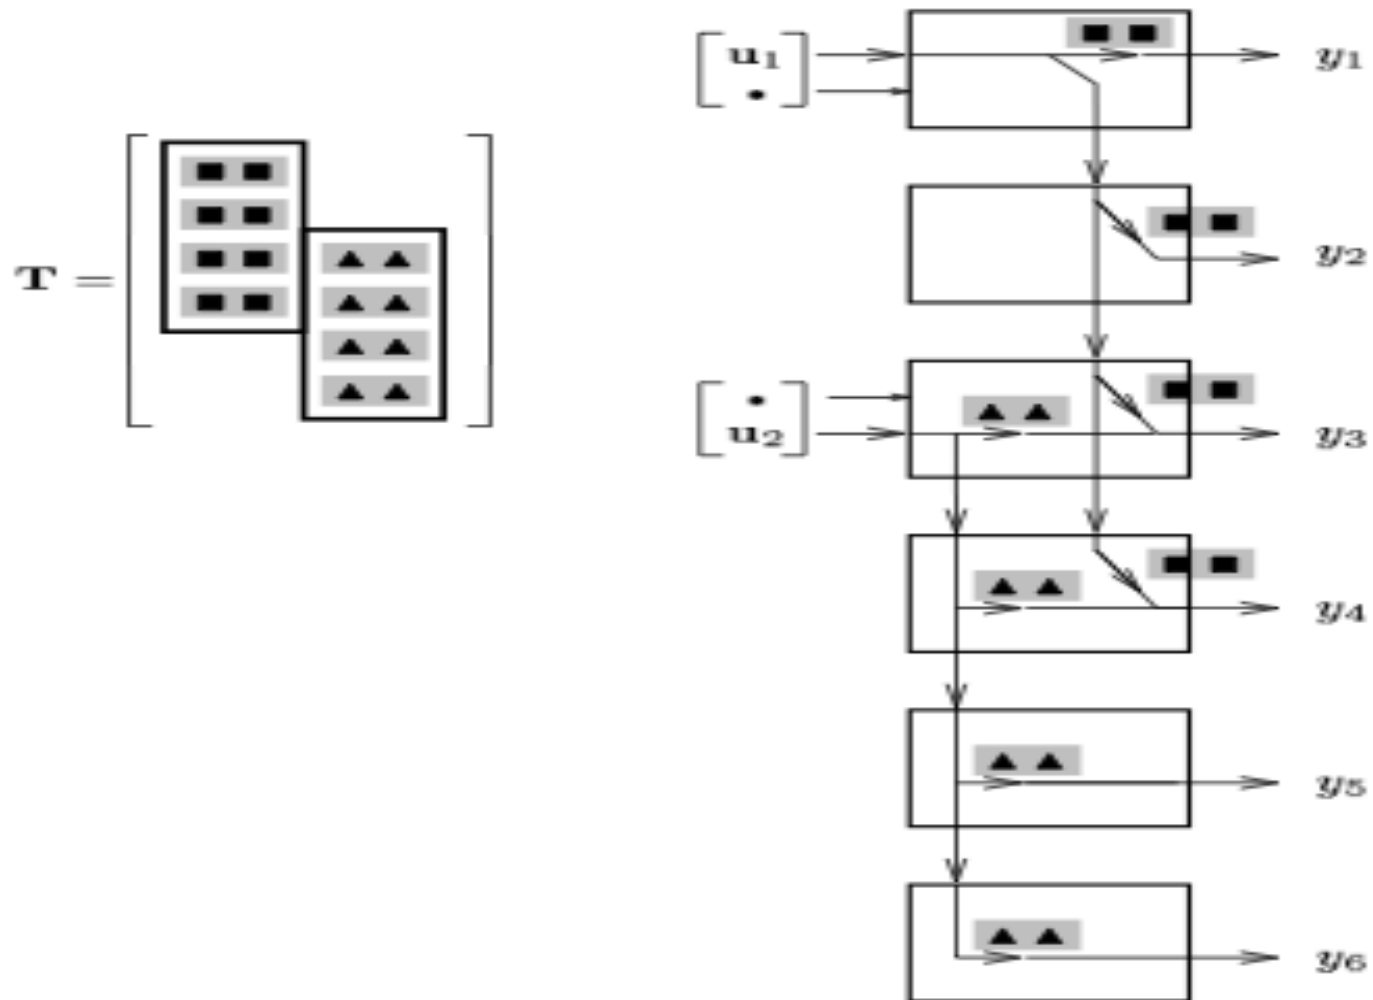 T =
u₁
•
y₁
y₂
•
u₂
y₃
y₄
y₅
y₆